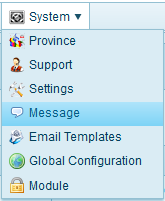 System
Province
Support
Settings
Message
Email Templates
Global Configuration
Module